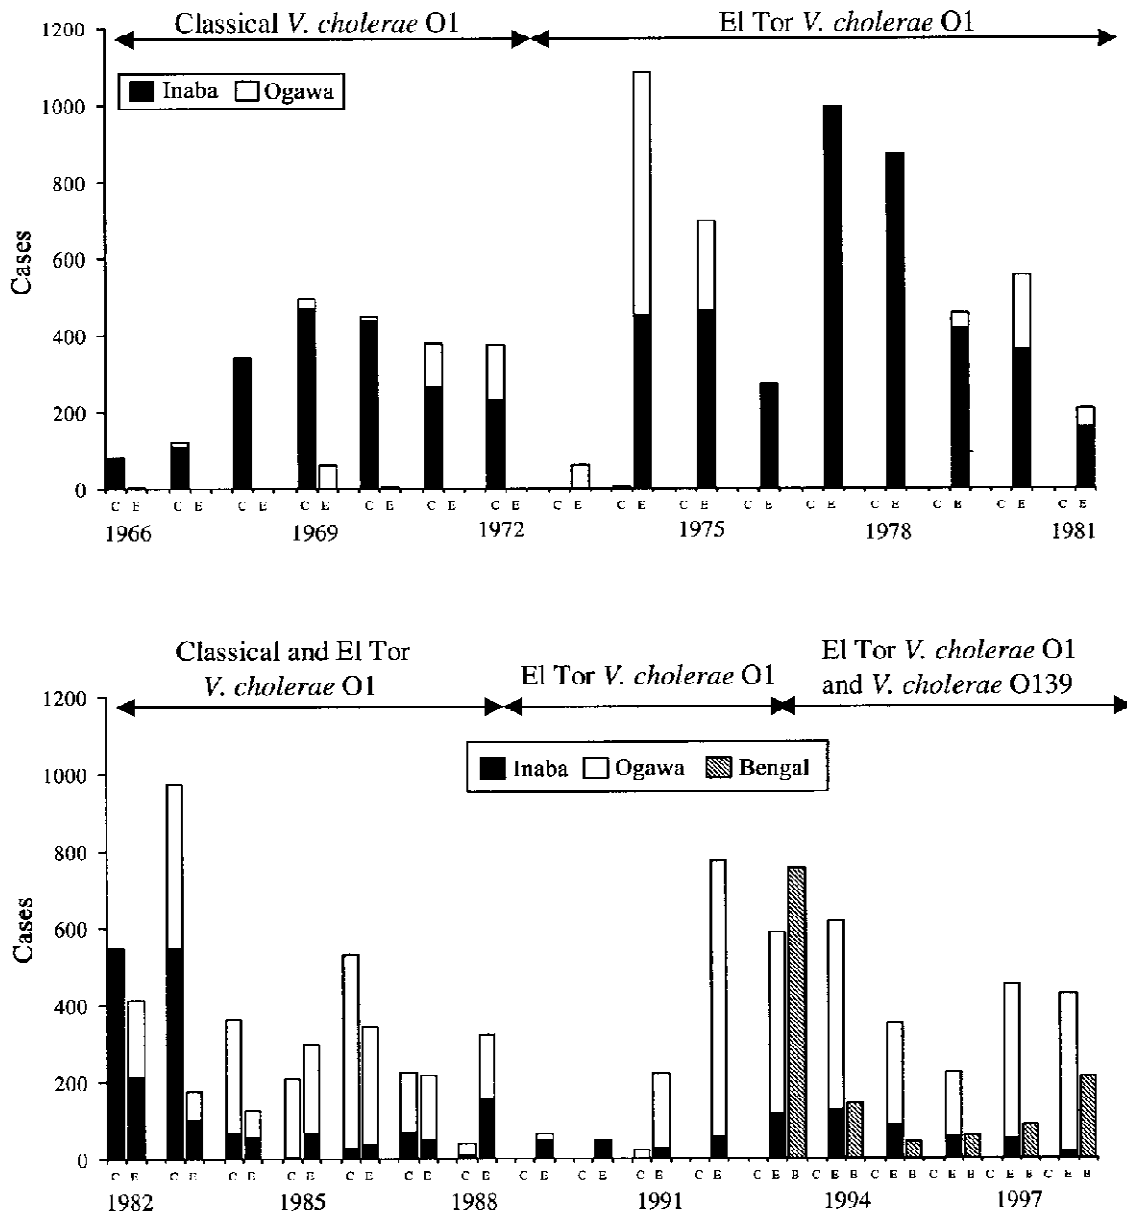 Classical V. cholerae O1 El Tor V. cholerae O1
1200
Inaba Ogawa
1000
800
600
400
200
0
Cases
C E C E C E C E C E C E C E C E C E C E C E C E C E C E C E C E
1966 1969 1972 1975 1978 1981
Classical and El Tor
V. cholerae O1
El Tor V. cholerae O1
El Tor V. cholerae O1
and V. cholerae O139
1200
Inaba Ogawa Bengal
1000
800
600
400
200
0
Cases
C E C E C E C E C E C E C E C E C E C E C E C E B C E B C E B C E B C E B C E B
1982 1985 1988 1991 1994 1997